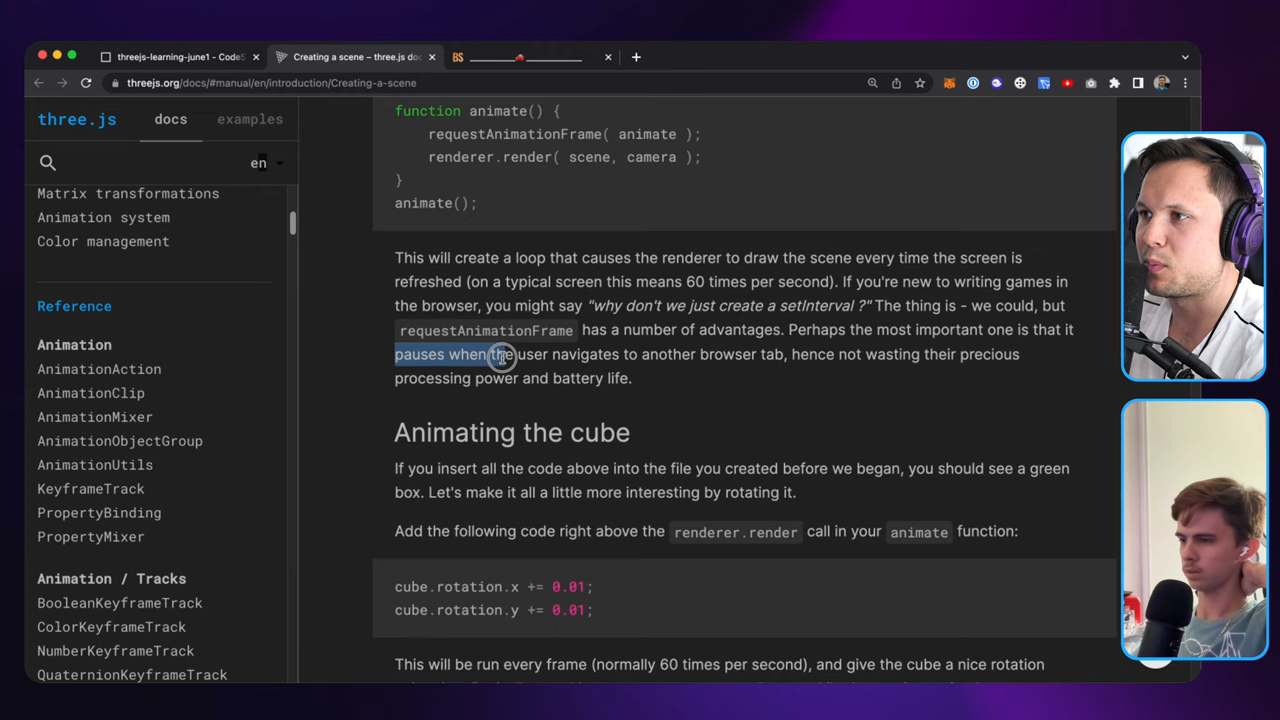 threejs-learning-june1 - CodeS
Creating a scene – three.js doc
BS
threejs.org/docs/#manual/en/introduction/Creating-a-scene
three.js
docs
examples
en
Matrix transformations
Animation system
Color management
Reference
Animation
AnimationAction
AnimationClip
AnimationMixer
AnimationObjectGroup
AnimationUtils
KeyframeTrack
PropertyBinding
PropertyMixer
Animation / Tracks
BooleanKeyframeTrack
ColorKeyframeTrack
NumberKeyframeTrack
QuaternionKeyframeTrack
function animate() {
requestAnimationFrame( animate );
renderer.render( scene, camera );
}
animate();
This will create a loop that causes the renderer to draw the scene every time the screen is
refreshed (on a typical screen this means 60 times per second). If you're new to writing games in
the browser, you might say "why don't we just create a setInterval ?" The thing is - we could, but
requestAnimationFrame has a number of advantages. Perhaps the most important one is that it
pauses when the user navigates to another browser tab, hence not wasting their precious
processing power and battery life.
Animating the cube
If you insert all the code above into the file you created before we began, you should see a green
box. Let's make it all a little more interesting by rotating it.
Add the following code right above the renderer.render call in your animate function:
cube.rotation.x += 0.01;
cube.rotation.y += 0.01;
This will be run every frame (normally 60 times per second), and give the cube a nice rotation